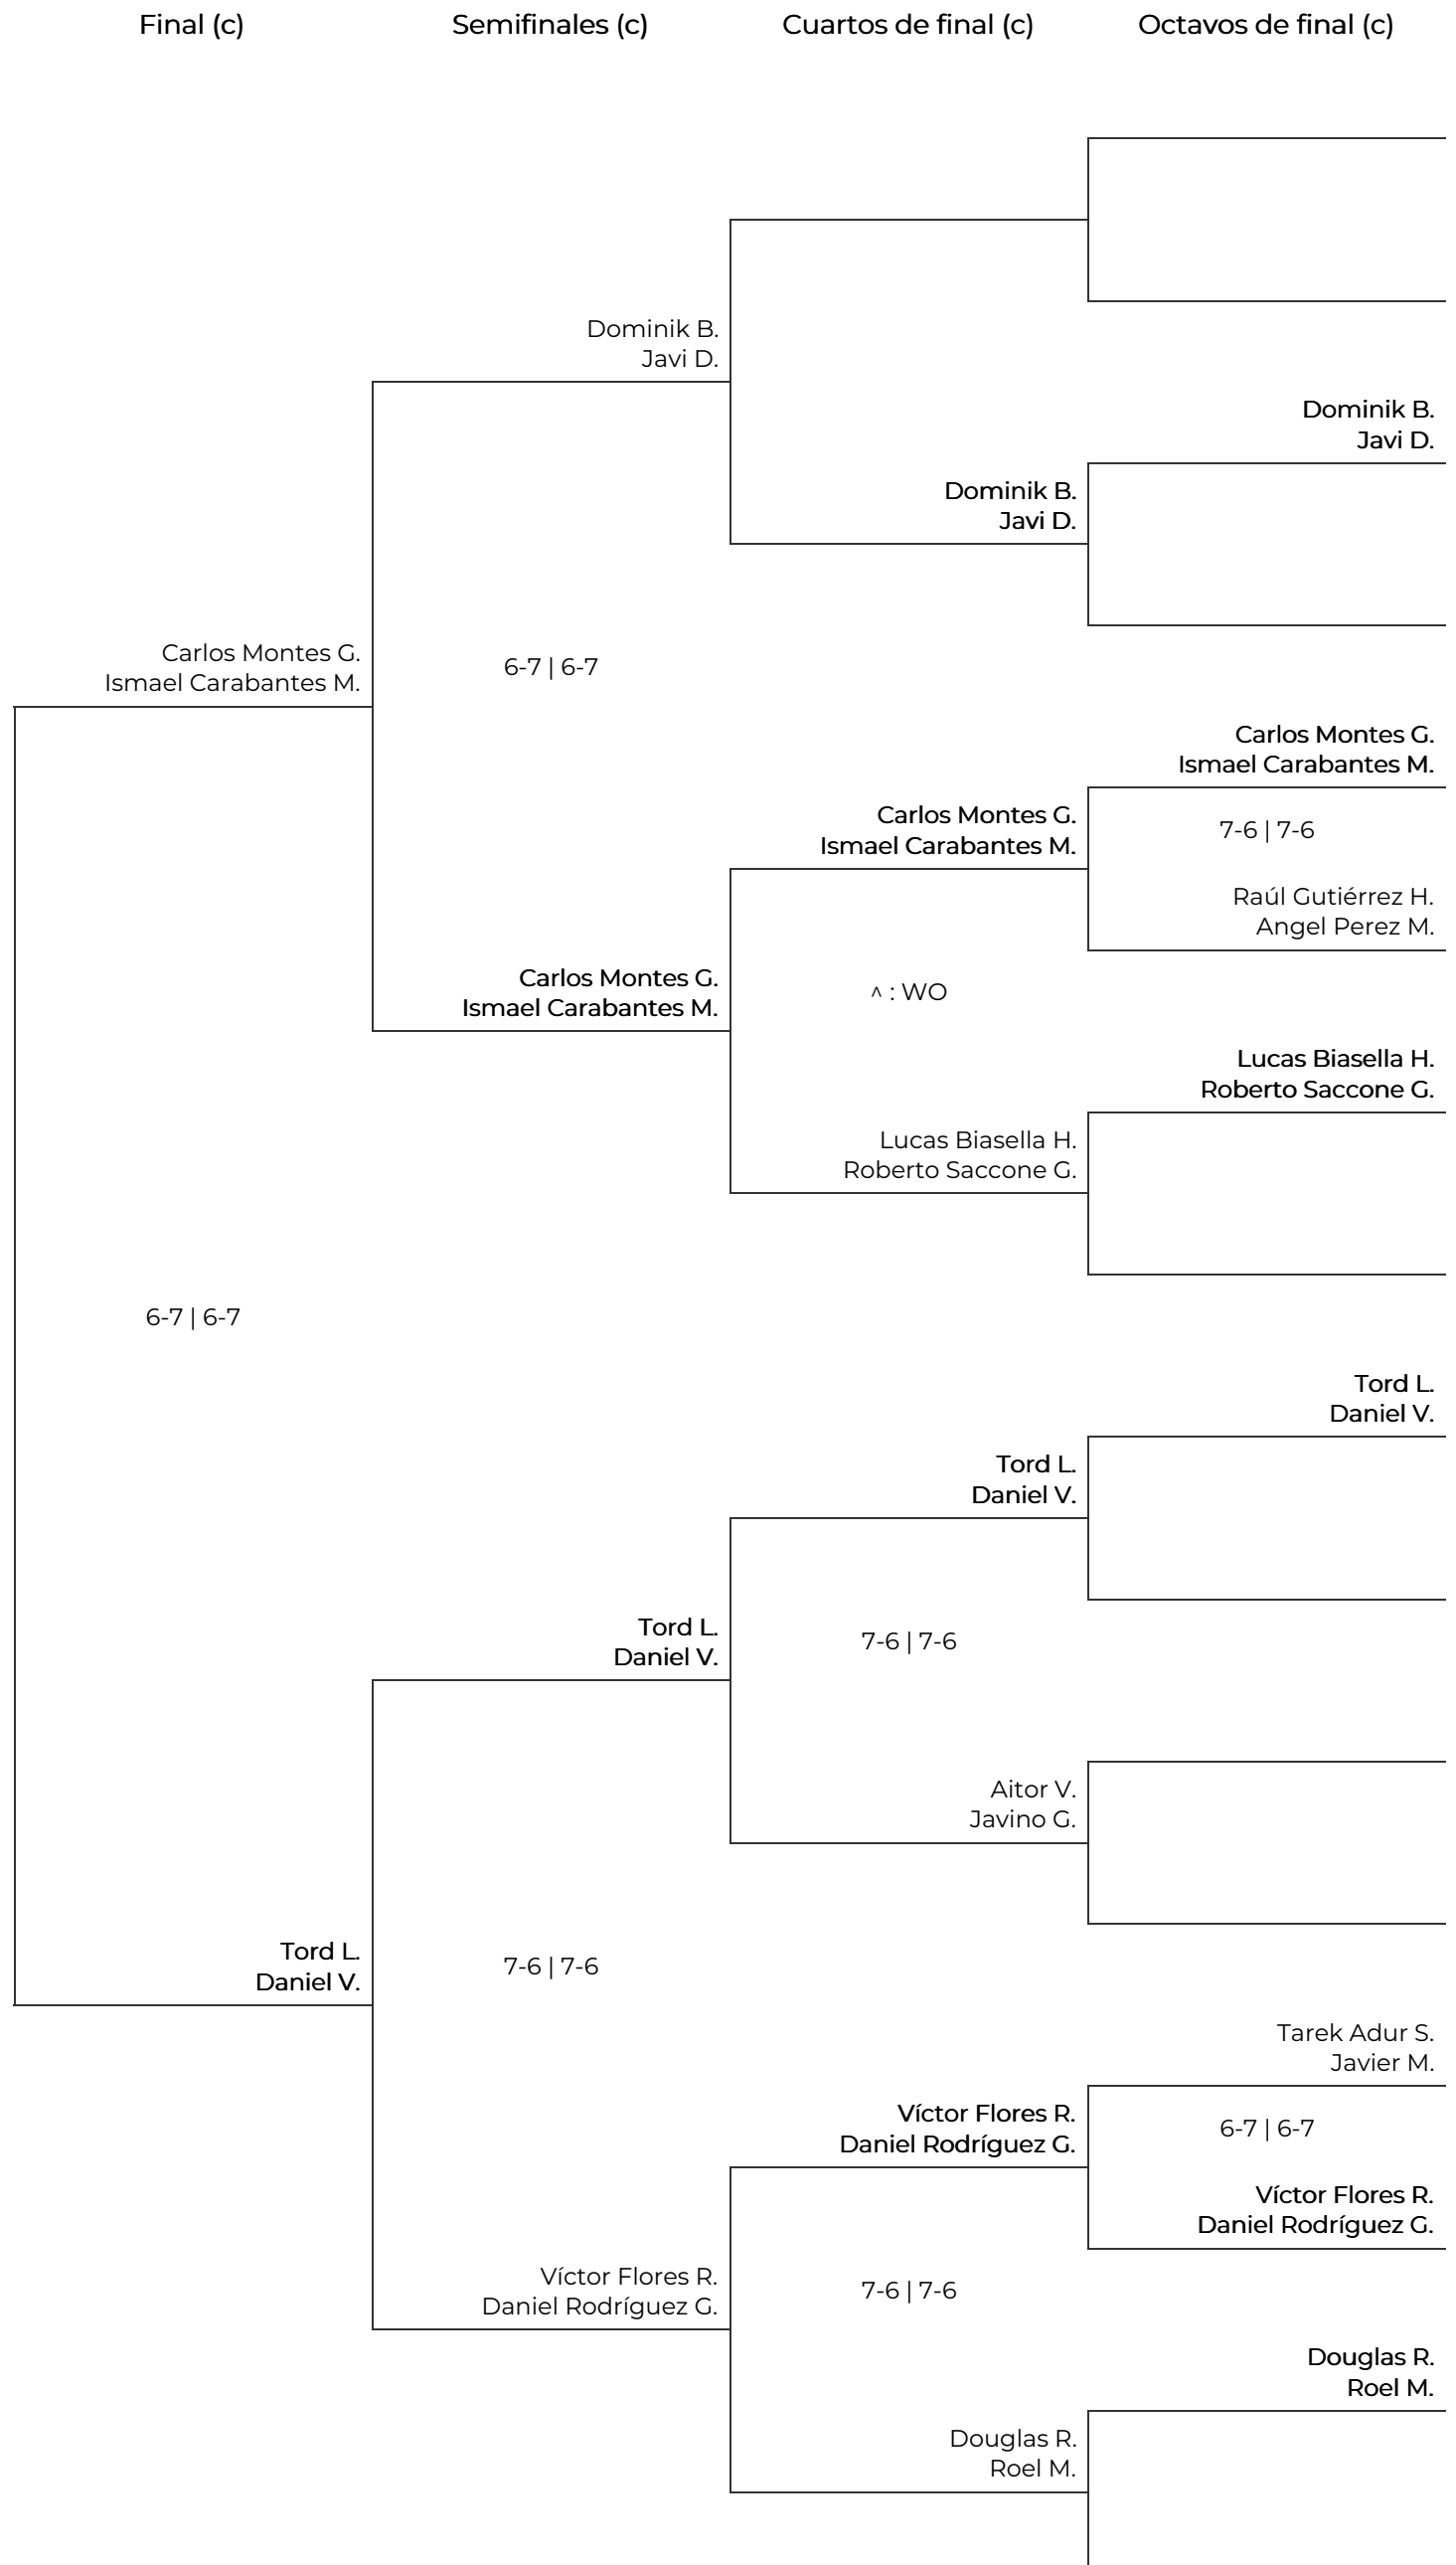 Final (c)
Semifinales (c)
Cuartos de final (c)
Octavos de final (c)
Dominik B.
Javi D.
Dominik B.
Javi D.
Dominik B.
Javi D.
Carlos Montes G.
Ismael Carabantes M.
6-7 | 6-7
Carlos Montes G.
Ismael Carabantes M.
Carlos Montes G.
Ismael Carabantes M.
7-6 | 7-6
Raúl Gutiérrez H.
Angel Perez M.
Carlos Montes G.
Ismael Carabantes M.
^ : WO
Lucas Biasella H.
Roberto Saccone G.
Lucas Biasella H.
Roberto Saccone G.
6-7 | 6-7
Tord L.
Daniel V.
Tord L.
Daniel V.
Tord L.
Daniel V.
7-6 | 7-6
Aitor V.
Javino G.
Tord L.
Daniel V.
7-6 | 7-6
Tarek Adur S.
Javier M.
Víctor Flores R.
Daniel Rodríguez G.
6-7 | 6-7
Víctor Flores R.
Daniel Rodríguez G.
Víctor Flores R.
Daniel Rodríguez G.
7-6 | 7-6
Douglas R.
Roel M.
Douglas R.
Roel M.